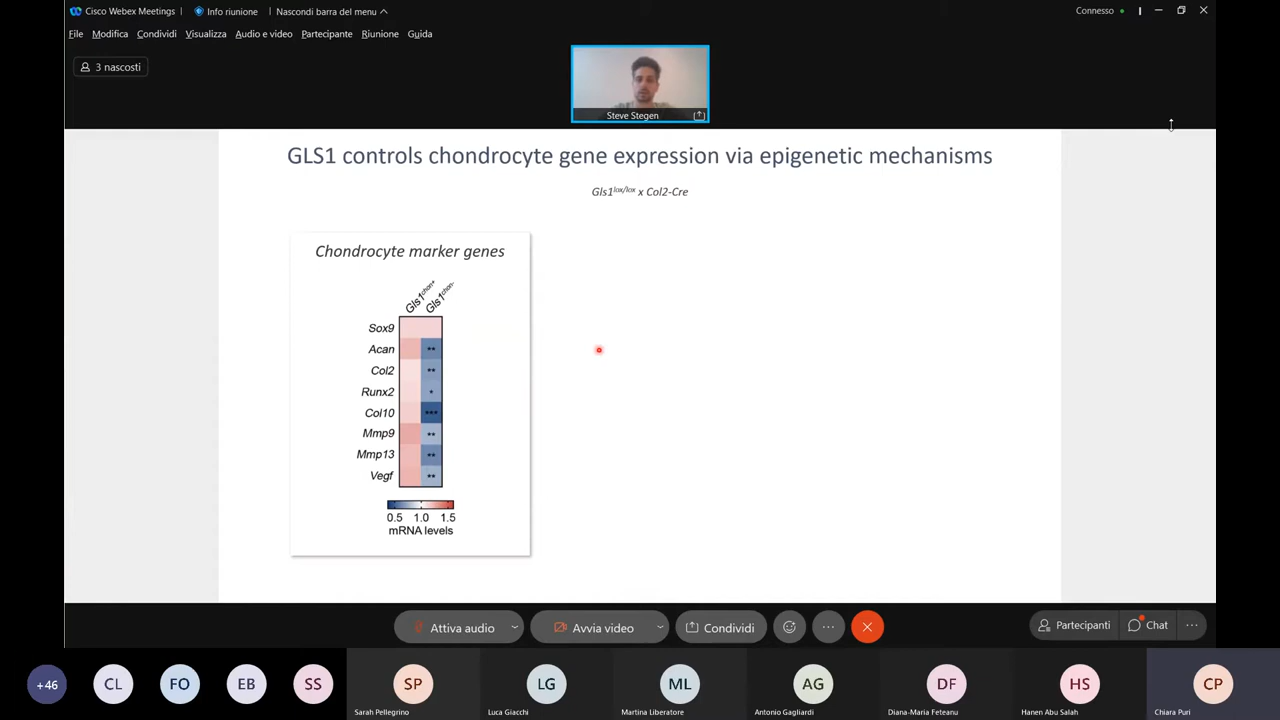 Cisco Webex Meetings
Info riunione
Nascondi barra del menu
Connesso
File Modifica Condividi Visualizza Audio e video Partecipante Riunione Guida
3 nascosti
Steve Stegen
GLS1 controls chondrocyte gene expression via epigenetic mechanisms
Gls1lox/lox x Col2-Cre
Chondrocyte marker genes
Gls1chon+
Gls1chon-
Sox9
Acan **
Col2 **
Runx2 *
Col10 ***
Mmp9 **
Mmp13 **
Vegf **
0.5 1.0 1.5
mRNA levels
Attiva audio
Avvia video
Condividi
Partecipanti
Chat
+46 CL FO EB SS SP LG ML AG DF HS CP
Sarah Pellegrino Luca Giacchi Martina Liberatore Antonio Gagliardi Diana-Maria Feteanu Hanen Abu Salah Chiara Puri